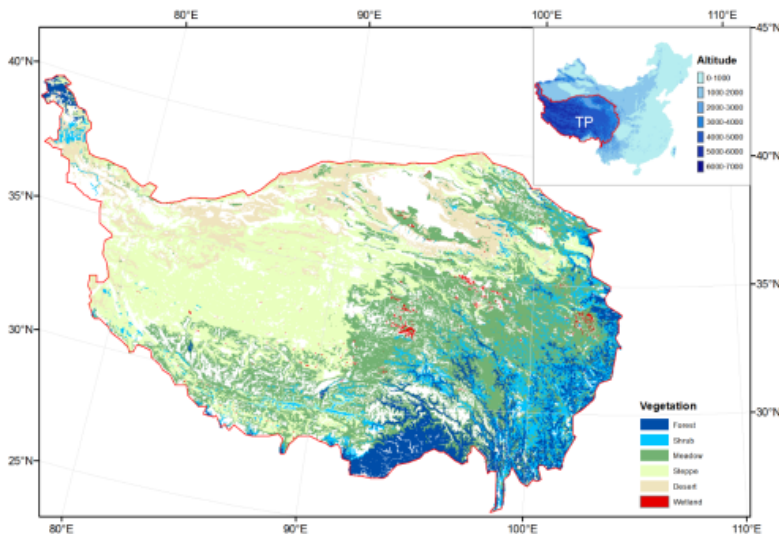 80°E 90°E 100°E 110°E
45°N
40°N
Altitude
0-1000
1000-2000
2000-3000
3000-4000
4000-5000
5000-6000
6000-7000
TP
40°N
35°N
35°N
30°N
30°N
25°N
Vegetation
Forest
Shrub
Meadow
Steppe
Desert
Wetland
80°E 90°E 100°E